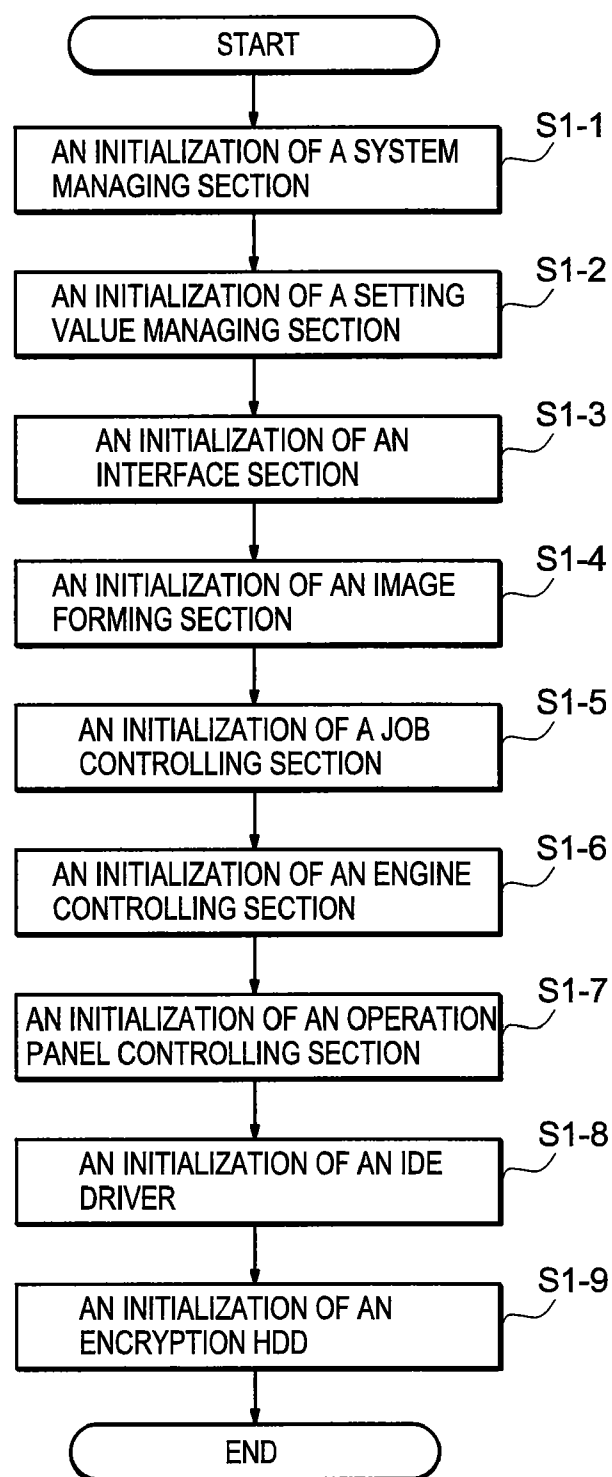 START
AN INITIALIZATION OF A SYSTEM
MANAGING SECTION
S1-1
AN INITIALIZATION OF A SETTING
VALUE MANAGING SECTION
S1-2
AN INITIALIZATION OF AN
INTERFACE SECTION
S1-3
AN INITIALIZATION OF AN IMAGE
FORMING SECTION
S1-4
AN INITIALIZATION OF A JOB
CONTROLLING SECTION
S1-5
AN INITIALIZATION OF AN ENGINE
CONTROLLING SECTION
S1-6
AN INITIALIZATION OF AN OPERATION
PANEL CONTROLLING SECTION
S1-7
AN INITIALIZATION OF AN IDE
DRIVER
S1-8
AN INITIALIZATION OF AN
ENCRYPTION HDD
S1-9
END